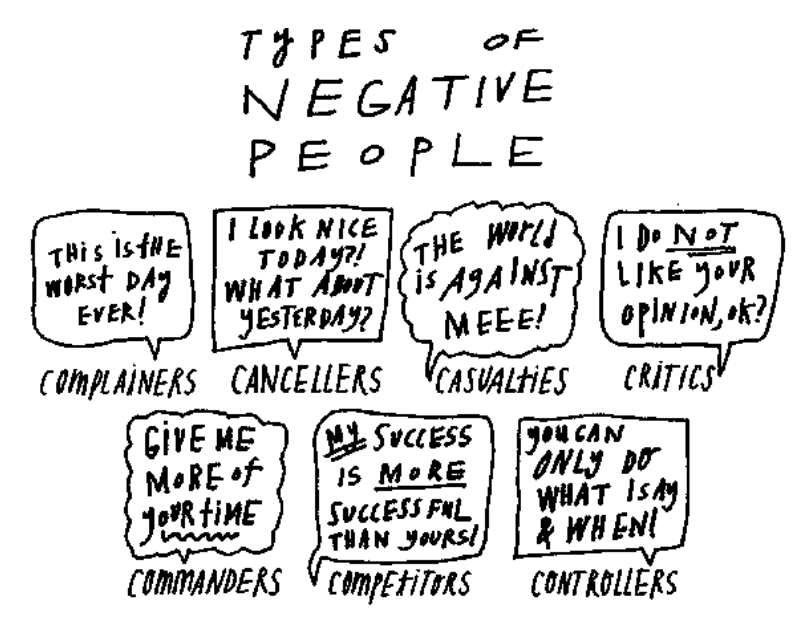 TYPES OF
NEGATIVE
PEOPLE
THIS IS tHE
WORSt DAY
EVER!
COMPLAINERS
I LOOK NICE
TODAY?!
WHAT ABOUT
YESTERDAY?
CANCELLERS
THE WORLd
is AGAINST
MEEE!
CASUALtiES
I DO NOT
LIKE YOUR
OPINION, OK?
CRitiCS
GIVE ME
MORE of
YOUR tiME
COMMANDERS
MY SUCCESS
IS MORE
SUCCESSFUL
THAN YOURS!
COMPEtitORS
YOU CAN
ONLY DO
WHAT I SAY
& WHEN!
CONTROLLERS